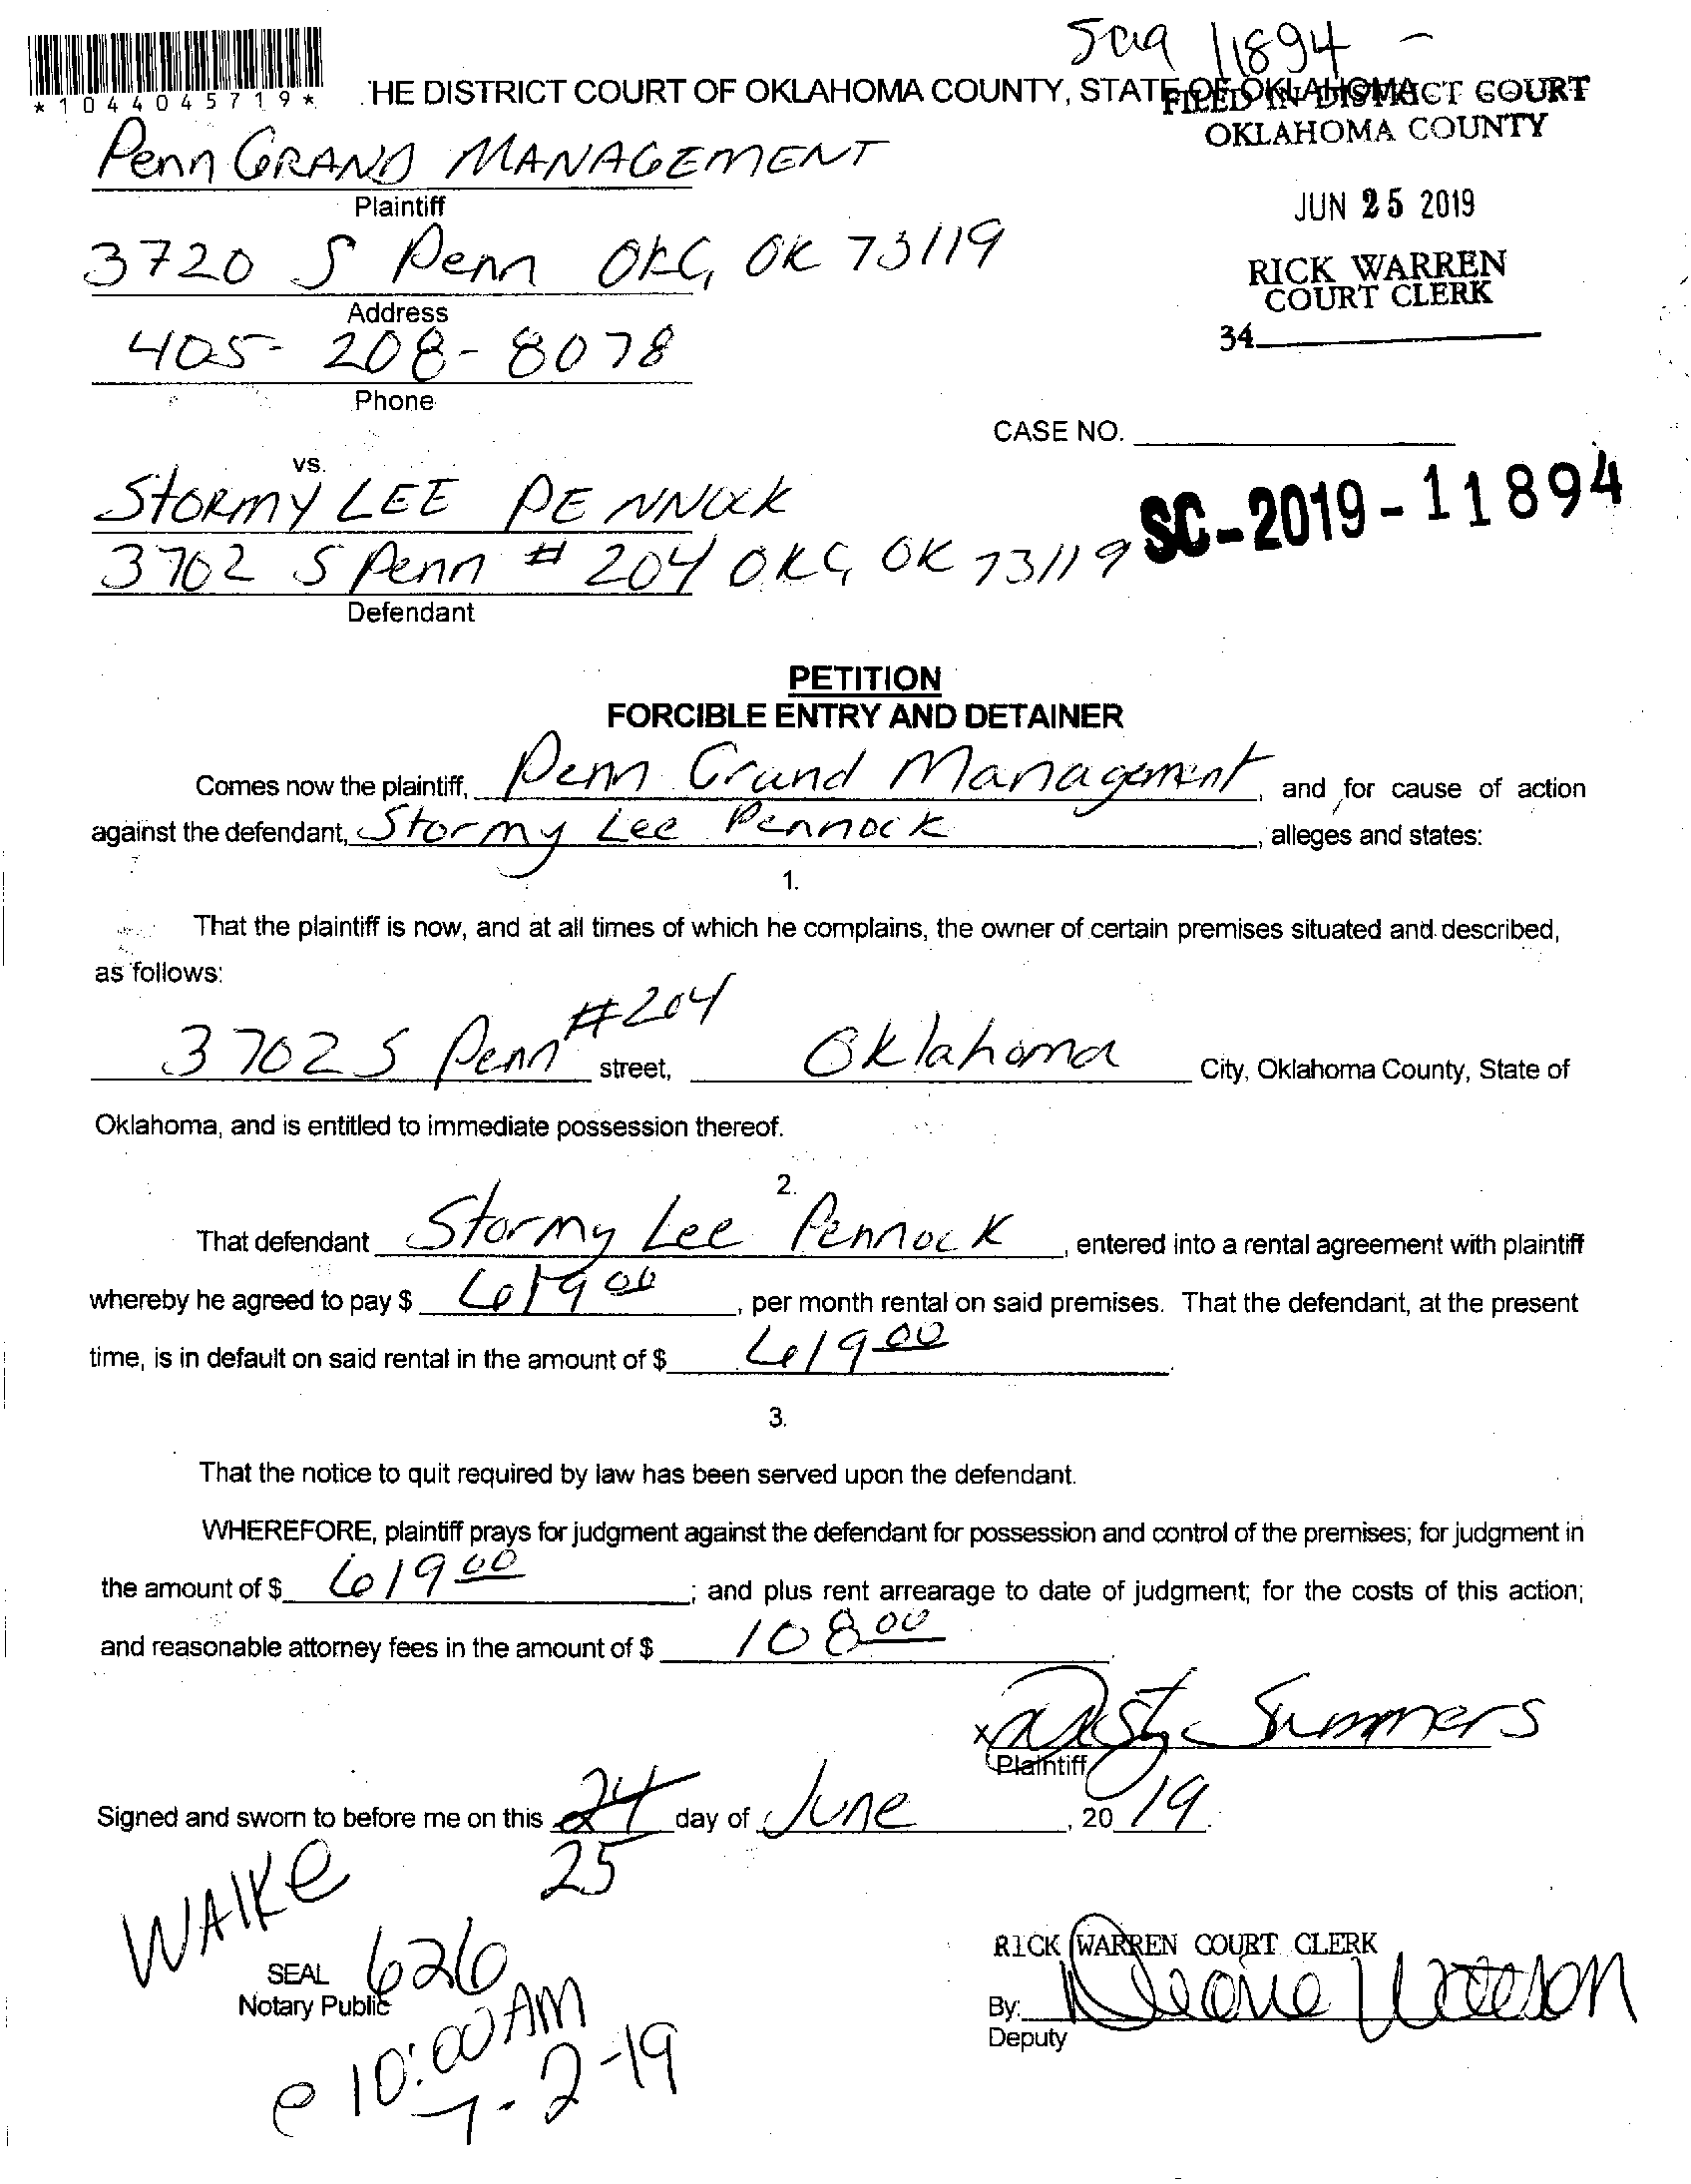 11894 -
*1044045719*
HE DISTRICT COURT OF OKLAHOMA COUNTY, STATE OF OKLAHOMA
FILED IN DISTRICT COURT
OKLAHOMA COUNTY
Penn GRAND MANAGEMENT
Plaintiff
JUN 25 2019
3720 S Penn OKC, OK 73119
Address
RICK WARREN
COURT CLERK
34
405-208-8078
Phone
CASE NO.
vs.
STORMY LEE PENNOCK
SC-2019-11894
3702 S Penn # 204 OKC, OK 73119
Defendant
PETITION
FORCIBLE ENTRY AND DETAINER
Comes now the plaintiff, Penn Grand Management, and for cause of action
against the defendant, Stormy Lee Pennock, alleges and states:
1.
That the plaintiff is now, and at all times of which he complains, the owner of certain premises situated and described,
as follows:
3702 S Penn #204 street, Oklahoma City, Oklahoma County, State of
Oklahoma, and is entitled to immediate possession thereof.
2.
That defendant Stormy Lee Pennock, entered into a rental agreement with plaintiff
whereby he agreed to pay $ 619 00, per month rental on said premises. That the defendant, at the present
time, is in default on said rental in the amount of $ 619 00.
3.
That the notice to quit required by law has been served upon the defendant.
WHEREFORE, plaintiff prays for judgment against the defendant for possession and control of the premises; for judgment in
the amount of $ 619 00; and plus rent arrearage to date of judgment; for the costs of this action;
and reasonable attorney fees in the amount of $ 108 00.
x Summers
Plaintiff
Signed and sworn to before me on this 24 day of June, 20 19.
25
WAIKE
SEAL 626
Notary Public
@ 10:00 AM
7-2-19
RICK WARREN COURT CLERK
By:
Deputy